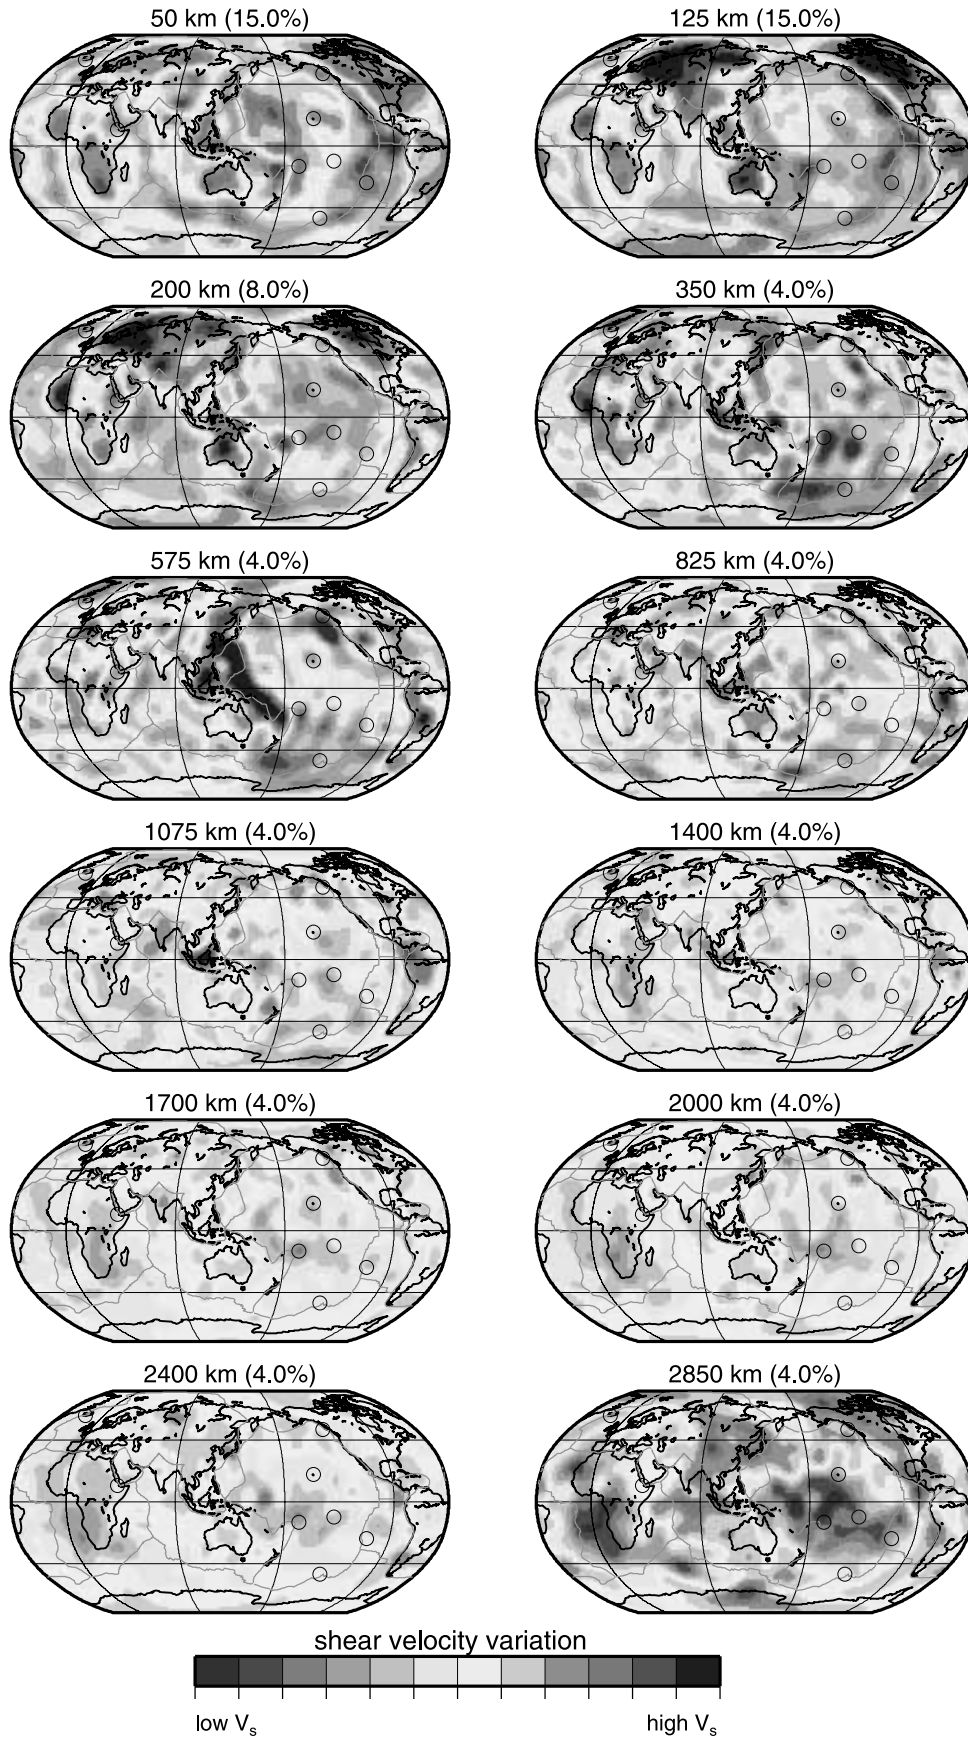 50 km (15.0%)
125 km (15.0%)
200 km (8.0%)
350 km (4.0%)
575 km (4.0%)
825 km (4.0%)
1075 km (4.0%)
1400 km (4.0%)
1700 km (4.0%)
2000 km (4.0%)
2400 km (4.0%)
2850 km (4.0%)
shear velocity variation
low Vs
high Vs